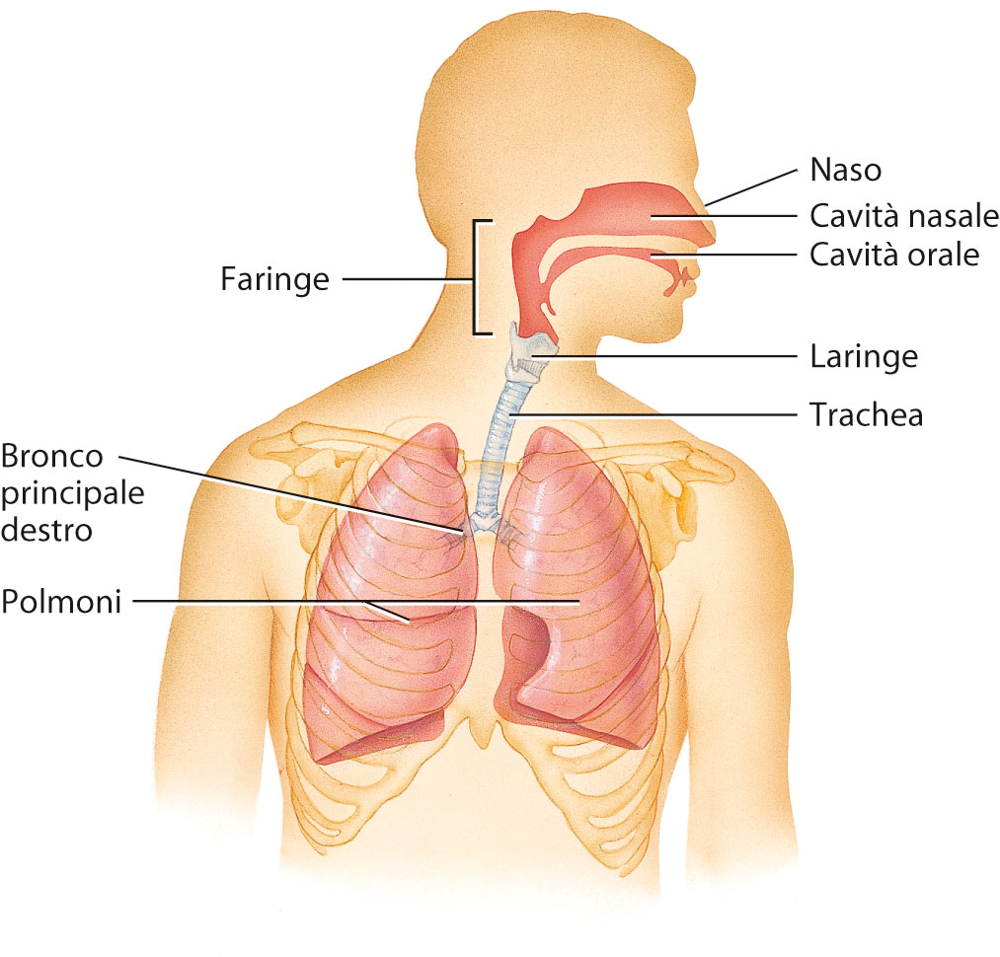 Naso
Cavità nasale
Cavità orale
Faringe
Laringe
Trachea
Bronco
principale
destro
Polmoni